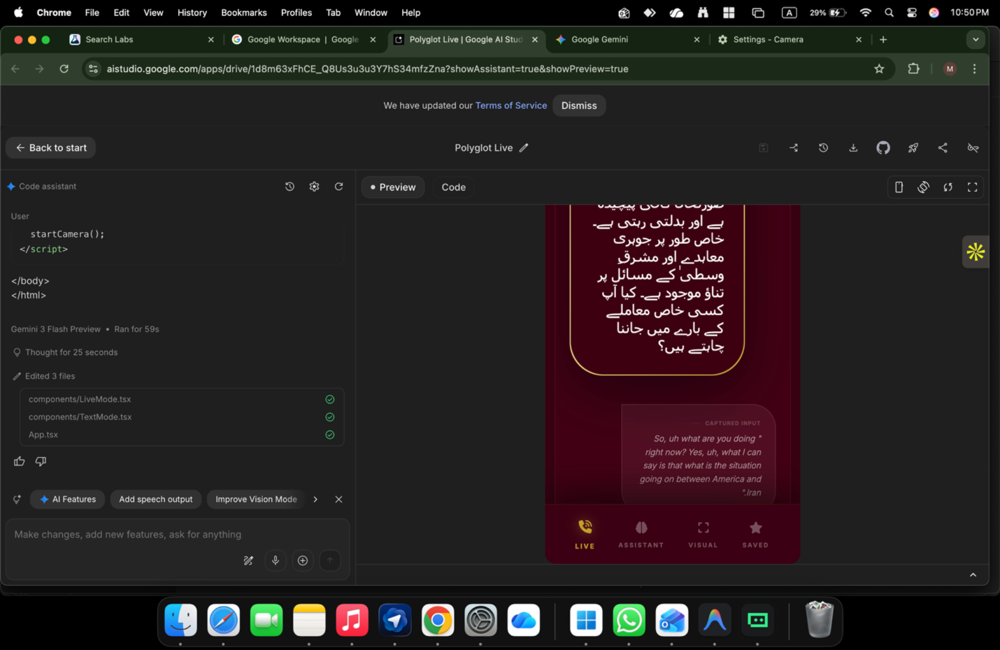 Chrome File Edit View History Bookmarks Profiles Tab Window Help
A 29% 10:50 PM
Search Labs
Google Workspace | Google
Polyglot Live | Google AI Stud
Google Gemini
Settings - Camera
aistudio.google.com/apps/drive/1d8m63xFhCE_Q8Us3u3u3Y7hS34mfzZna?showAssistant=true&showPreview=true
M
We have updated our Terms of Service Dismiss
Back to start
Polyglot Live
Code assistant
User
startCamera();
</script>
</body>
</html>
Gemini 3 Flash Preview • Ran for 59s
Thought for 25 seconds
Edited 3 files
components/LiveMode.tsx
components/TextMode.tsx
App.tsx
AI Features
Add speech output
Improve Vision Mode
Make changes, add new features, ask for anything
Preview
Code
ہے اور بدلتی رہتی ہے۔
خاص طور پر جوہری
معاہدے اور مشرقِ
وسطیٰ کے مسائل پر
تناؤ موجود ہے۔ کیا آپ
کسی خاص معاملے
کے بارے میں جاننا
چاہتے ہیں؟
CAPTURED INPUT
So, uh what are you doing "
right now? Yes, uh, what I can
say is that what is the situation
going on between America and
".Iran
LIVE
ASSISTANT
VISUAL
SAVED